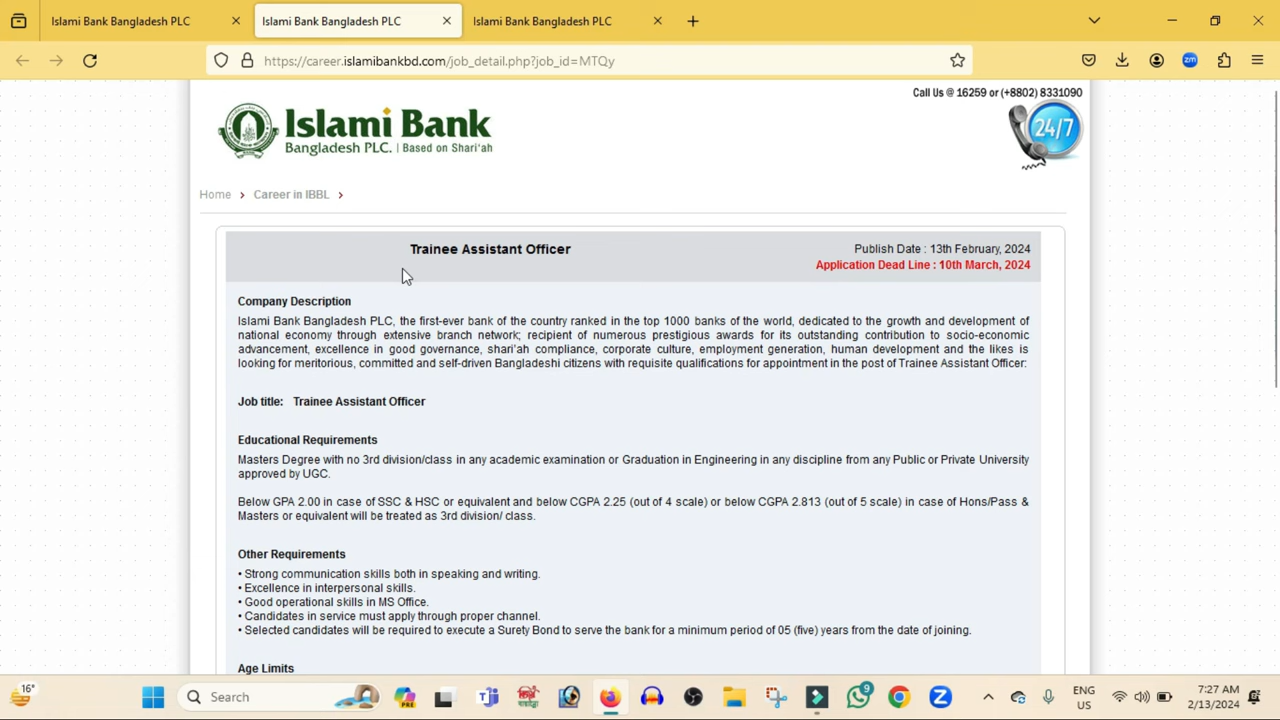 Islami Bank Bangladesh PLC
Islami Bank Bangladesh PLC
Islami Bank Bangladesh PLC
https://career.islamibankbd.com/job_detail.php?job_id=MTQy
zm
Call Us @ 16259 or (+8802) 8331090
Islami Bank
Bangladesh PLC. | Based on Shari'ah
24/7
Home > Career in IBBL >
Trainee Assistant Officer
Publish Date : 13th February, 2024
Application Dead Line : 10th March, 2024
Company Description
Islami Bank Bangladesh PLC, the first-ever bank of the country ranked in the top 1000 banks of the world, dedicated to the growth and development of
national economy through extensive branch network; recipient of numerous prestigious awards for its outstanding contribution to socio-economic
advancement, excellence in good governance, shari'ah compliance, corporate culture, employment generation, human development and the likes is
looking for meritorious, committed and self-driven Bangladeshi citizens with requisite qualifications for appointment in the post of Trainee Assistant Officer:
Job title: Trainee Assistant Officer
Educational Requirements
Masters Degree with no 3rd division/class in any academic examination or Graduation in Engineering in any discipline from any Public or Private University
approved by UGC.
Below GPA 2.00 in case of SSC & HSC or equivalent and below CGPA 2.25 (out of 4 scale) or below CGPA 2.813 (out of 5 scale) in case of Hons/Pass &
Masters or equivalent will be treated as 3rd division/ class.
Other Requirements
• Strong communication skills both in speaking and writing.
• Excellence in interpersonal skills.
• Good operational skills in MS Office.
• Candidates in service must apply through proper channel.
• Selected candidates will be required to execute a Surety Bond to serve the bank for a minimum period of 05 (five) years from the date of joining.
Age Limits
16°
Search
PRE
9
ENG
US
7:27 AM
2/13/2024